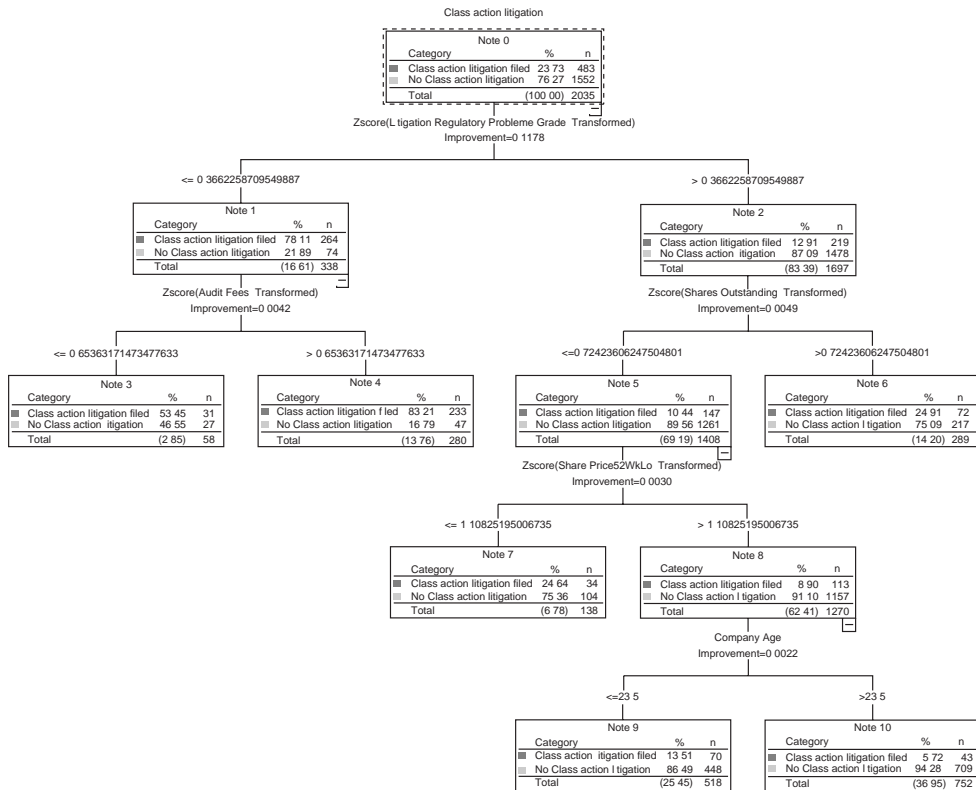 Class action litigation
Note 0
Category % n
Class action litigation filed 23 73 483
No Class action litigation 76 27 1552
Total (100 00) 2035
Zscore(L tigation Regulatory Probleme Grade Transformed)
Improvement=0 1178
<= 0 3662258709549887
> 0 3662258709549887
Note 1
Category % n
Class action litigation filed 78 11 264
No Class action litigation 21 89 74
Total (16 61) 338
Zscore(Audit Fees Transformed)
Improvement=0 0042
Note 2
Category % n
Class action litigation filed 12 91 219
No Class action itigation 87 09 1478
Total (83 39) 1697
Zscore(Shares Outstanding Transformed)
Improvement=0 0049
<= 0 65363171473477633
> 0 65363171473477633
<=0 72423606247504801
>0 72423606247504801
Note 3
Category % n
Class action litigation filed 53 45 31
No Class action itigation 46 55 27
Total (2 85) 58
Note 4
Category % n
Class action litigation f led 83 21 233
No Class action litigation 16 79 47
Total (13 76) 280
Note 5
Category % n
Class action litigation filed 10 44 147
No Class action litigation 89 56 1261
Total (69 19) 1408
Zscore(Share Price52WkLo Transformed)
Improvement=0 0030
Note 6
Category % n
Class action litigation filed 24 91 72
No Class action l tigation 75 09 217
Total (14 20) 289
<= 1 10825195006735
> 1 10825195006735
Note 7
Category % n
Class action litigation filed 24 64 34
No Class action litigation 75 36 104
Total (6 78) 138
Note 8
Category % n
Class action litigation filed 8 90 113
No Class action l tigation 91 10 1157
Total (62 41) 1270
Company Age
Improvement=0 0022
<=23 5
>23 5
Note 9
Category % n
Class action itigation filed 13 51 70
No Class action l tigation 86 49 448
Total (25 45) 518
Note 10
Category % n
Class action litigation filed 5 72 43
No Class action l tigation 94 28 709
Total (36 95) 752